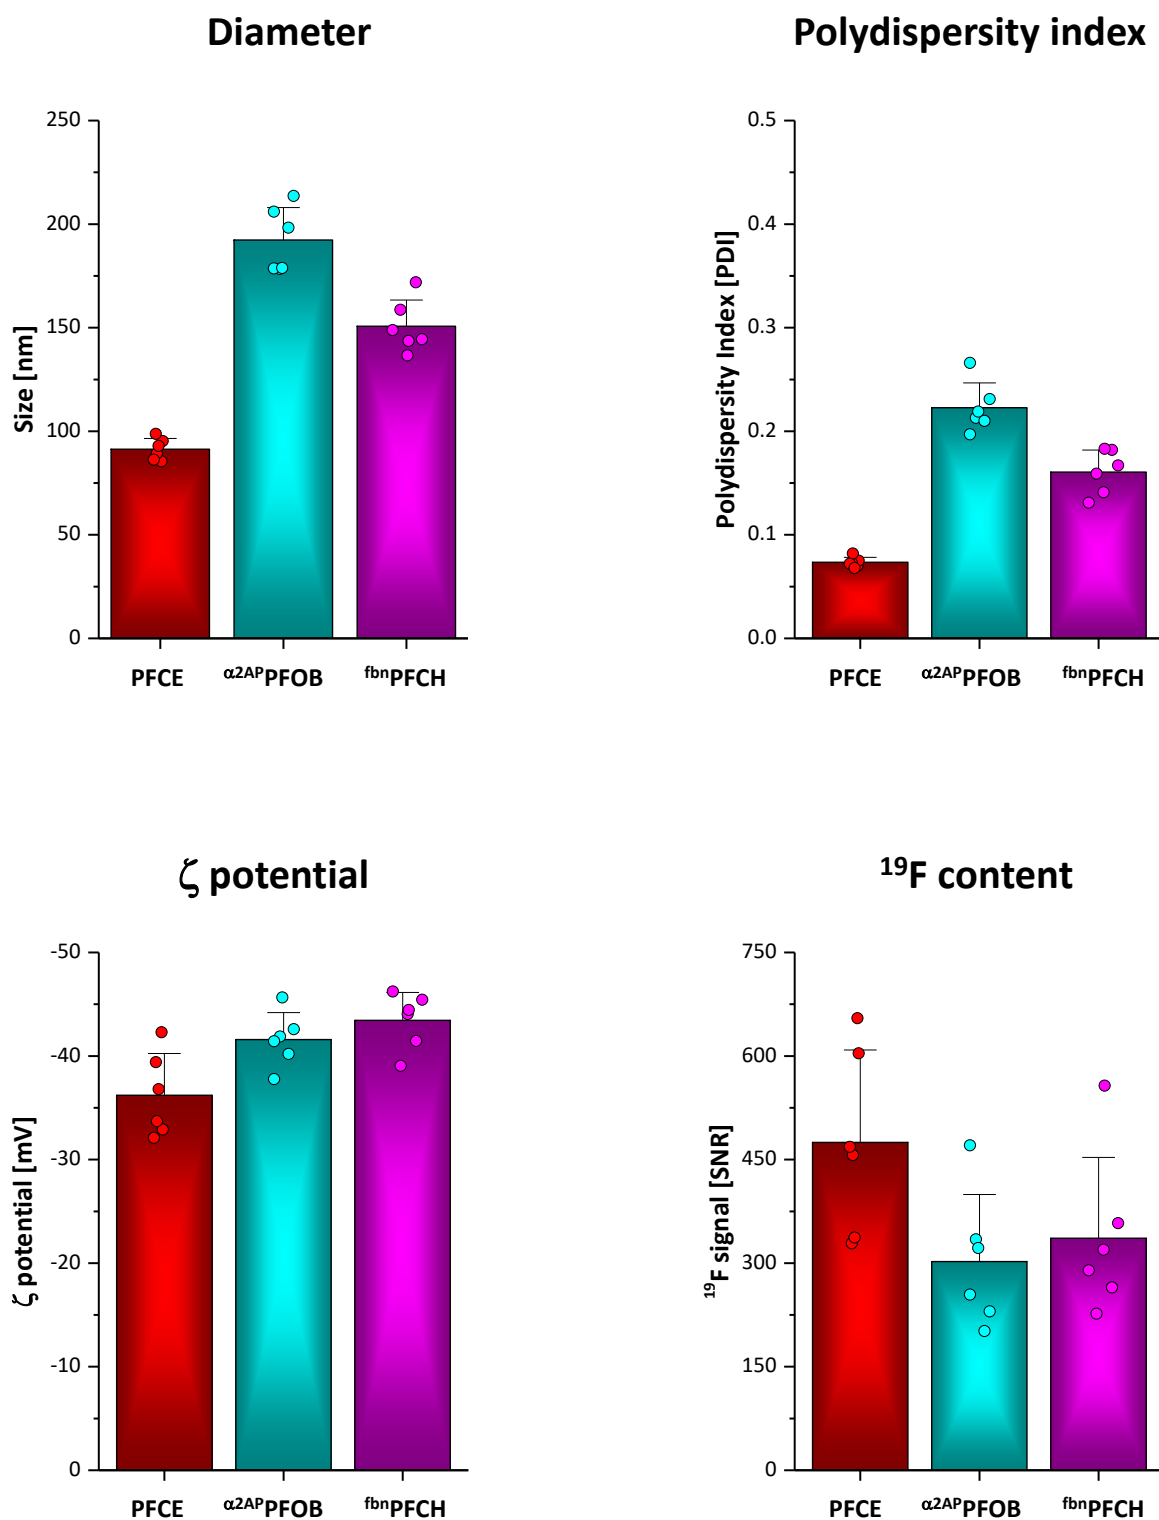 Diameter
Polydispersity index
250
200
150
100
50
0
Size [nm]
PFCE
α2APPFOB
fbnPFCH
0.5
0.4
0.3
0.2
0.1
0.0
Polydispersity Index [PDI]
PFCE
α2APPFOB
fbnPFCH
ζ potential
19F content
-50
-40
-30
-20
-10
0
ζ potential [mV]
PFCE
α2APPFOB
fbnPFCH
750
600
450
300
150
0
19F signal [SNR]
PFCE
α2APPFOB
fbnPFCH